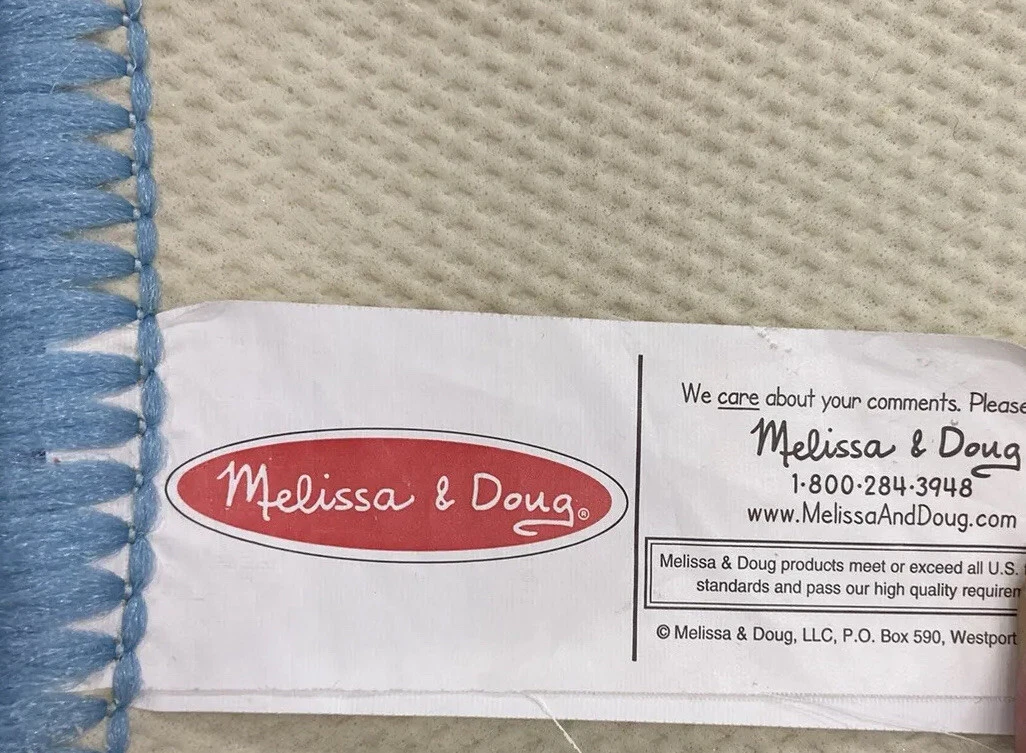 Melissa & Doug®
We care about your comments. Please
Melissa & Doug
1·800·284·3948
www.MelissaAndDoug.com
Melissa & Doug products meet or exceed all U.S.
standards and pass our high quality
© Melissa & Doug, LLC, P.O. Box 590, Westport